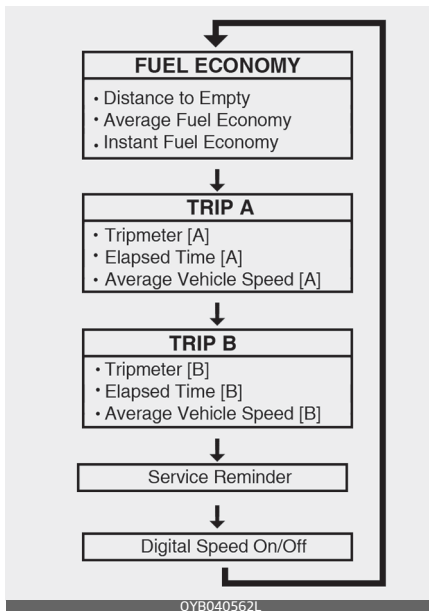 FUEL ECONOMY
• Distance to Empty
• Average Fuel Economy
• Instant Fuel Economy
TRIP A
• Tripmeter [A]
• Elapsed Time [A]
• Average Vehicle Speed [A]
TRIP B
• Tripmeter [B]
• Elapsed Time [B]
• Average Vehicle Speed [B]
Service Reminder
Digital Speed On/Off
OYB040562L